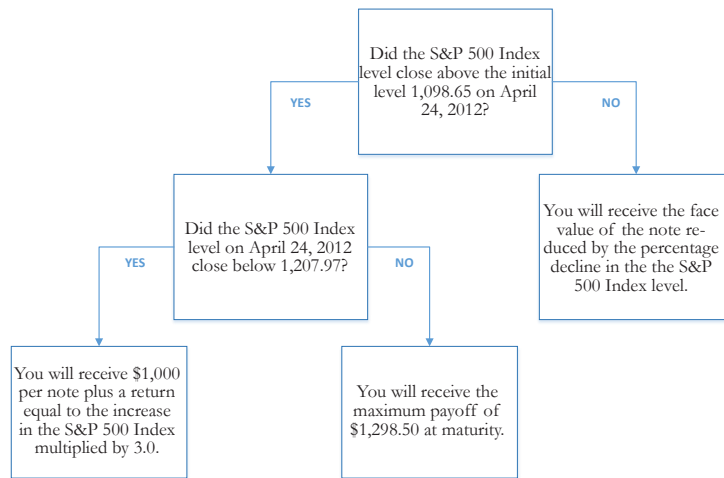 Did the S&P 500 Index
level close above the initial
level 1,098.65 on April
24, 2012?
YES
NO
Did the S&P 500 Index
level on April 24, 2012
close below 1,207.97?
You will receive the face
value of the note re-
duced by the percentage
decline in the the S&P
500 Index level.
YES
NO
You will receive $1,000
per note plus a return
equal to the increase
in the S&P 500 Index
multiplied by 3.0.
You will receive the
maximum payoff of
$1,298.50 at maturity.